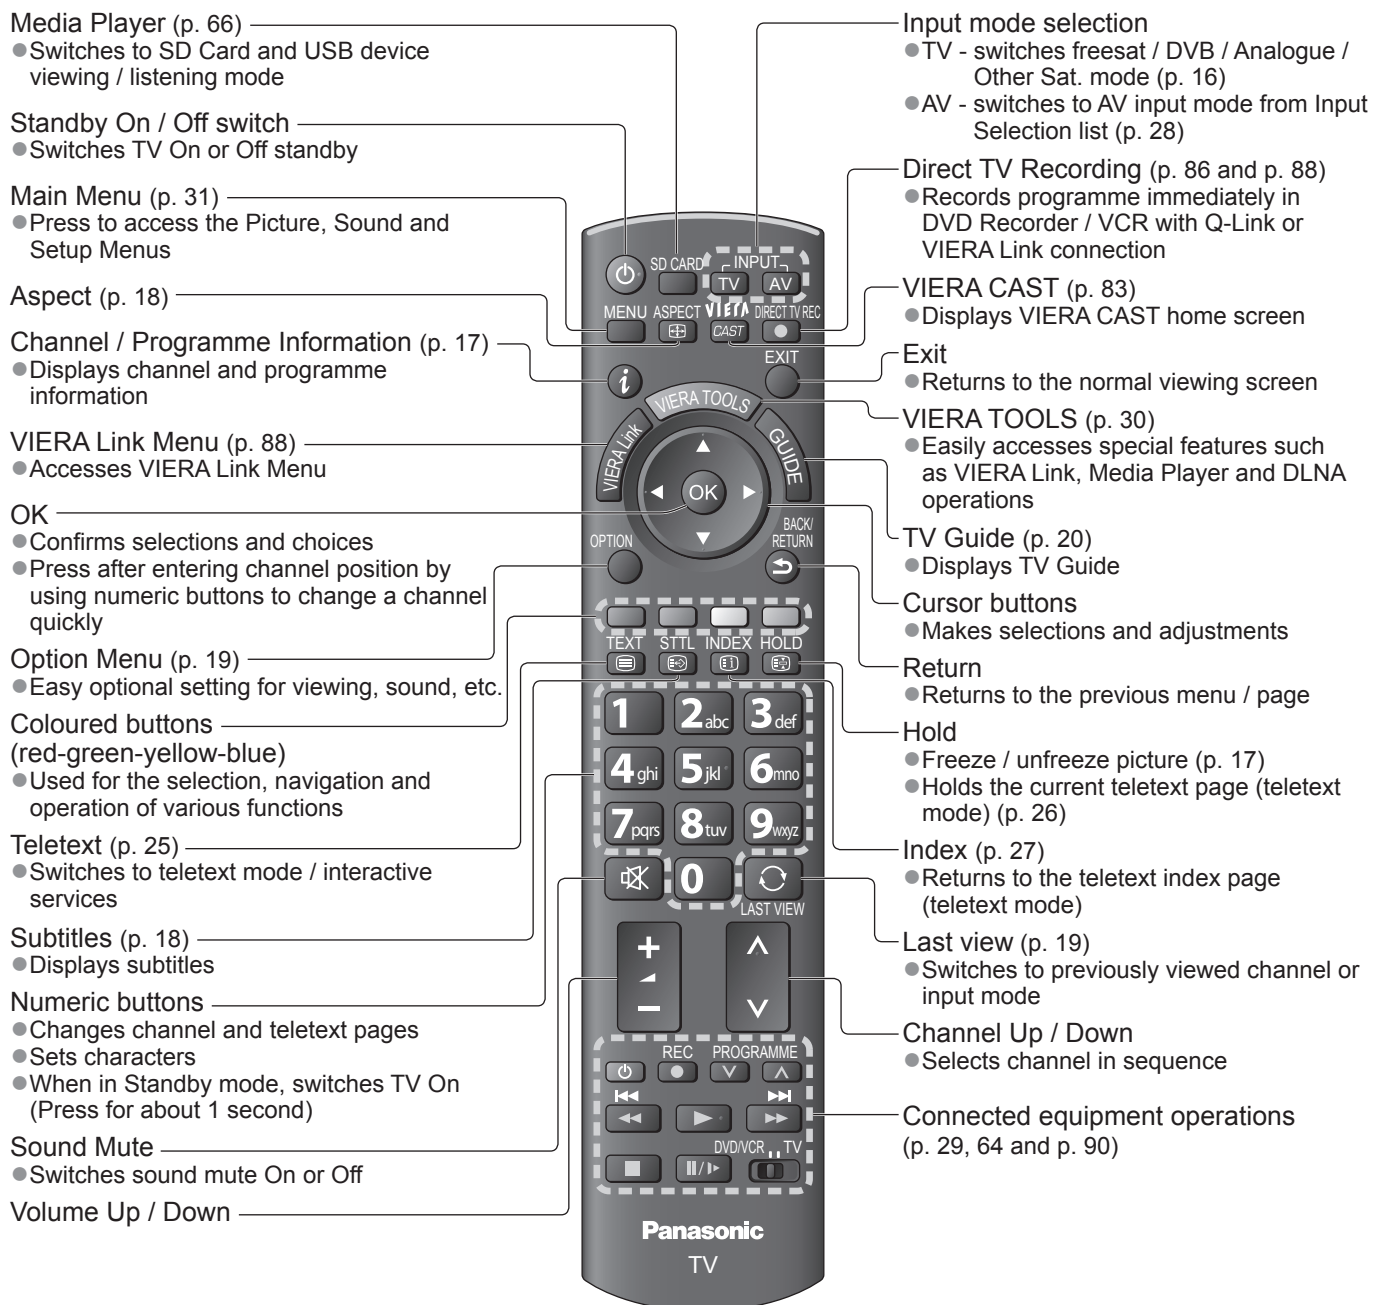 Media Player (p. 66)
●Switches to SD Card and USB device
viewing / listening mode
Standby On / Off switch
●Switches TV On or Off standby
Main Menu (p. 31)
●Press to access the Picture, Sound and
Setup Menus
Aspect (p. 18)
Channel / Programme Information (p. 17)
●Displays channel and programme
information
VIERA Link Menu (p. 88)
●Accesses VIERA Link Menu
OK
●Confirms selections and choices
●Press after entering channel position by
using numeric buttons to change a channel
quickly
Option Menu (p. 19)
●Easy optional setting for viewing, sound, etc.
Coloured buttons
(red-green-yellow-blue)
●Used for the selection, navigation and
operation of various functions
Teletext (p. 25)
●Switches to teletext mode / interactive
services
Subtitles (p. 18)
●Displays subtitles
Numeric buttons
●Changes channel and teletext pages
●Sets characters
●When in Standby mode, switches TV On
(Press for about 1 second)
Sound Mute
●Switches sound mute On or Off
Volume Up / Down
SD CARD INPUT
TV AV
MENU ASPECT VIERA DIRECT TV REC
CAST
EXIT
i
VIERA TOOLS
VIERA Link
GUIDE
OK
OPTION
BACK/
RETURN
TEXT STTL INDEX HOLD
1 2abc 3def
4ghi 5jkl 6mno
7pqrs 8tuv 9wxyz
0
LAST VIEW
+ ∧
− ∨
REC PROGRAMME
DVD/VCR TV
Panasonic
TV
Input mode selection
●TV - switches freesat / DVB / Analogue /
Other Sat. mode (p. 16)
●AV - switches to AV input mode from Input
Selection list (p. 28)
Direct TV Recording (p. 86 and p. 88)
●Records programme immediately in
DVD Recorder / VCR with Q-Link or
VIERA Link connection
VIERA CAST (p. 83)
●Displays VIERA CAST home screen
Exit
●Returns to the normal viewing screen
VIERA TOOLS (p. 30)
●Easily accesses special features such
as VIERA Link, Media Player and DLNA
operations
TV Guide (p. 20)
●Displays TV Guide
Cursor buttons
●Makes selections and adjustments
Return
●Returns to the previous menu / page
Hold
●Freeze / unfreeze picture (p. 17)
●Holds the current teletext page (teletext
mode) (p. 26)
Index (p. 27)
●Returns to the teletext index page
(teletext mode)
Last view (p. 19)
●Switches to previously viewed channel or
input mode
Channel Up / Down
●Selects channel in sequence
Connected equipment operations
(p. 29, 64 and p. 90)